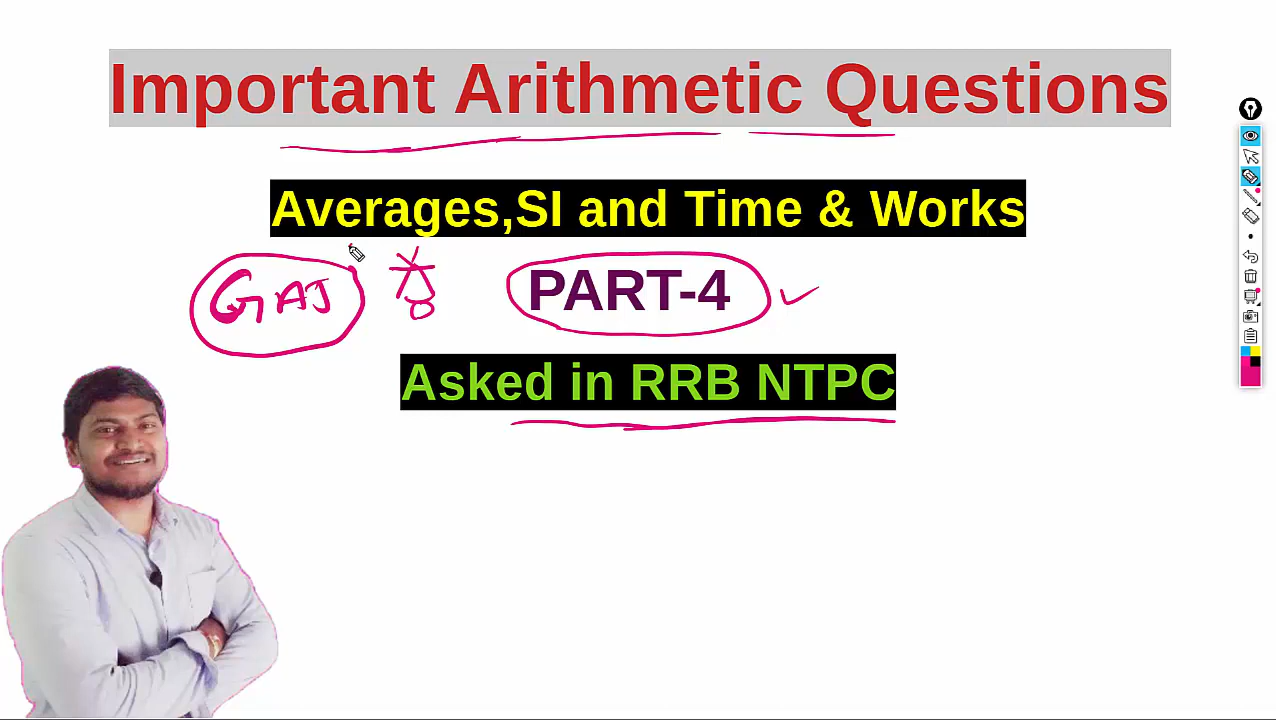 Important Arithmetic Questions
Averages,SI and Time & Works
GAJ
PART-4
Asked in RRB NTPC